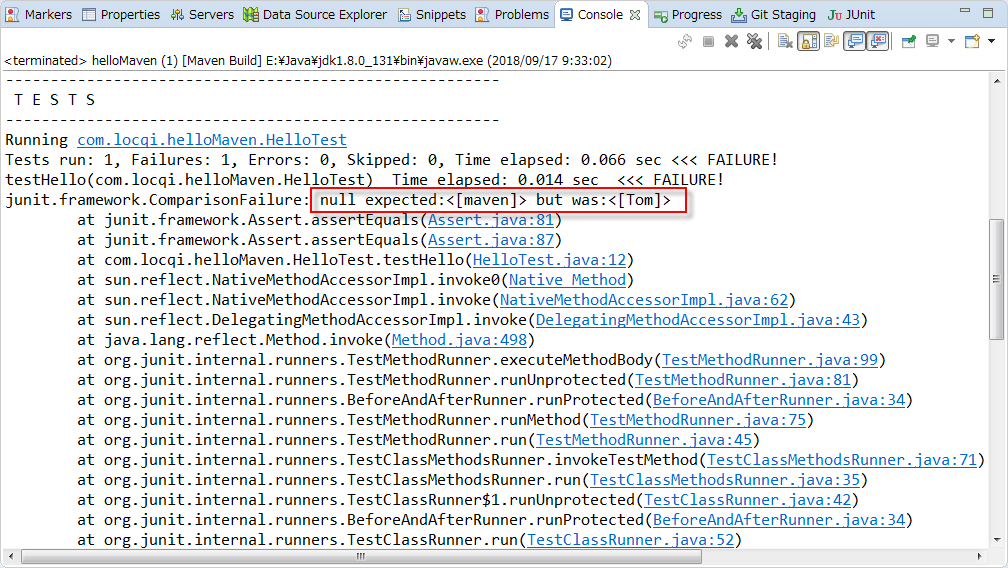 Markers Properties Servers Data Source Explorer Snippets Problems Console Progress Git Staging Ju JUnit
<terminated> helloMaven (1) [Maven Build] E:¥Java¥jdk1.8.0_131¥bin¥javaw.exe (2018/09/17 9:33:02)
-------------------------------------------------------
T E S T S
-------------------------------------------------------
Running com.locqi.helloMaven.HelloTest
Tests run: 1, Failures: 1, Errors: 0, Skipped: 0, Time elapsed: 0.066 sec <<< FAILURE!
testHello(com.locqi.helloMaven.HelloTest)  Time elapsed: 0.014 sec  <<< FAILURE!
junit.framework.ComparisonFailure: null expected:<[maven]> but was:<[Tom]>
at junit.framework.Assert.assertEquals(Assert.java:81)
at junit.framework.Assert.assertEquals(Assert.java:87)
at com.locqi.helloMaven.HelloTest.testHello(HelloTest.java:12)
at sun.reflect.NativeMethodAccessorImpl.invoke0(Native Method)
at sun.reflect.NativeMethodAccessorImpl.invoke(NativeMethodAccessorImpl.java:62)
at sun.reflect.DelegatingMethodAccessorImpl.invoke(DelegatingMethodAccessorImpl.java:43)
at java.lang.reflect.Method.invoke(Method.java:498)
at org.junit.internal.runners.TestMethodRunner.executeMethodBody(TestMethodRunner.java:99)
at org.junit.internal.runners.TestMethodRunner.runUnprotected(TestMethodRunner.java:81)
at org.junit.internal.runners.BeforeAndAfterRunner.runProtected(BeforeAndAfterRunner.java:34)
at org.junit.internal.runners.TestMethodRunner.runMethod(TestMethodRunner.java:75)
at org.junit.internal.runners.TestMethodRunner.run(TestMethodRunner.java:45)
at org.junit.internal.runners.TestClassMethodsRunner.invokeTestMethod(TestClassMethodsRunner.java:71)
at org.junit.internal.runners.TestClassMethodsRunner.run(TestClassMethodsRunner.java:35)
at org.junit.internal.runners.TestClassRunner$1.runUnprotected(TestClassRunner.java:42)
at org.junit.internal.runners.BeforeAndAfterRunner.runProtected(BeforeAndAfterRunner.java:34)
at org.junit.internal.runners.TestClassRunner.run(TestClassRunner.java:52)